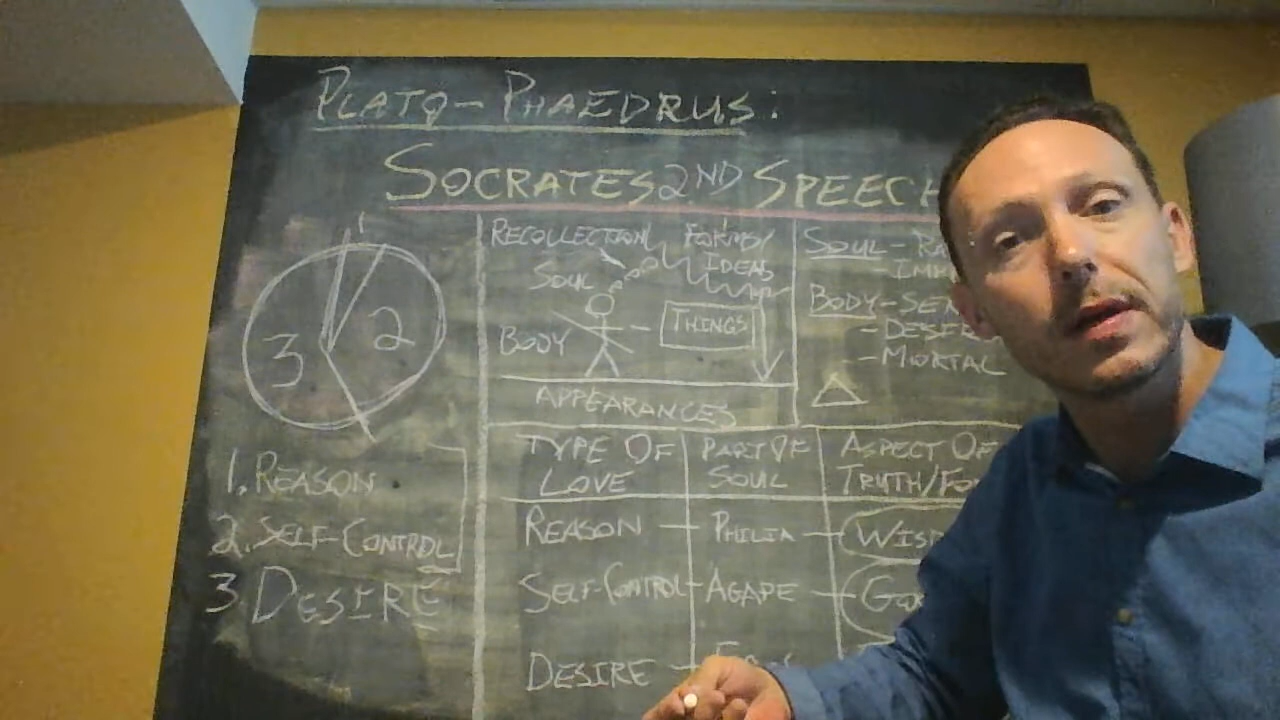 PLATO - PHAEDRUS:
SOCRATES 2ND SPEECH
1
2
3
1. REASON
2. SELF-CONTROL
3. DESIRE
RECOLLECTION
FORMS/
IDEAS
SOUL
BODY
THINGS
APPEARANCES
SOUL -
BODY -
- MORTAL
TYPE OF LOVE
PART OF SOUL
ASPECT OF
TRUTH/
REASON - PHILIA -
SELF-CONTROL - AGAPE -
DESIRE -